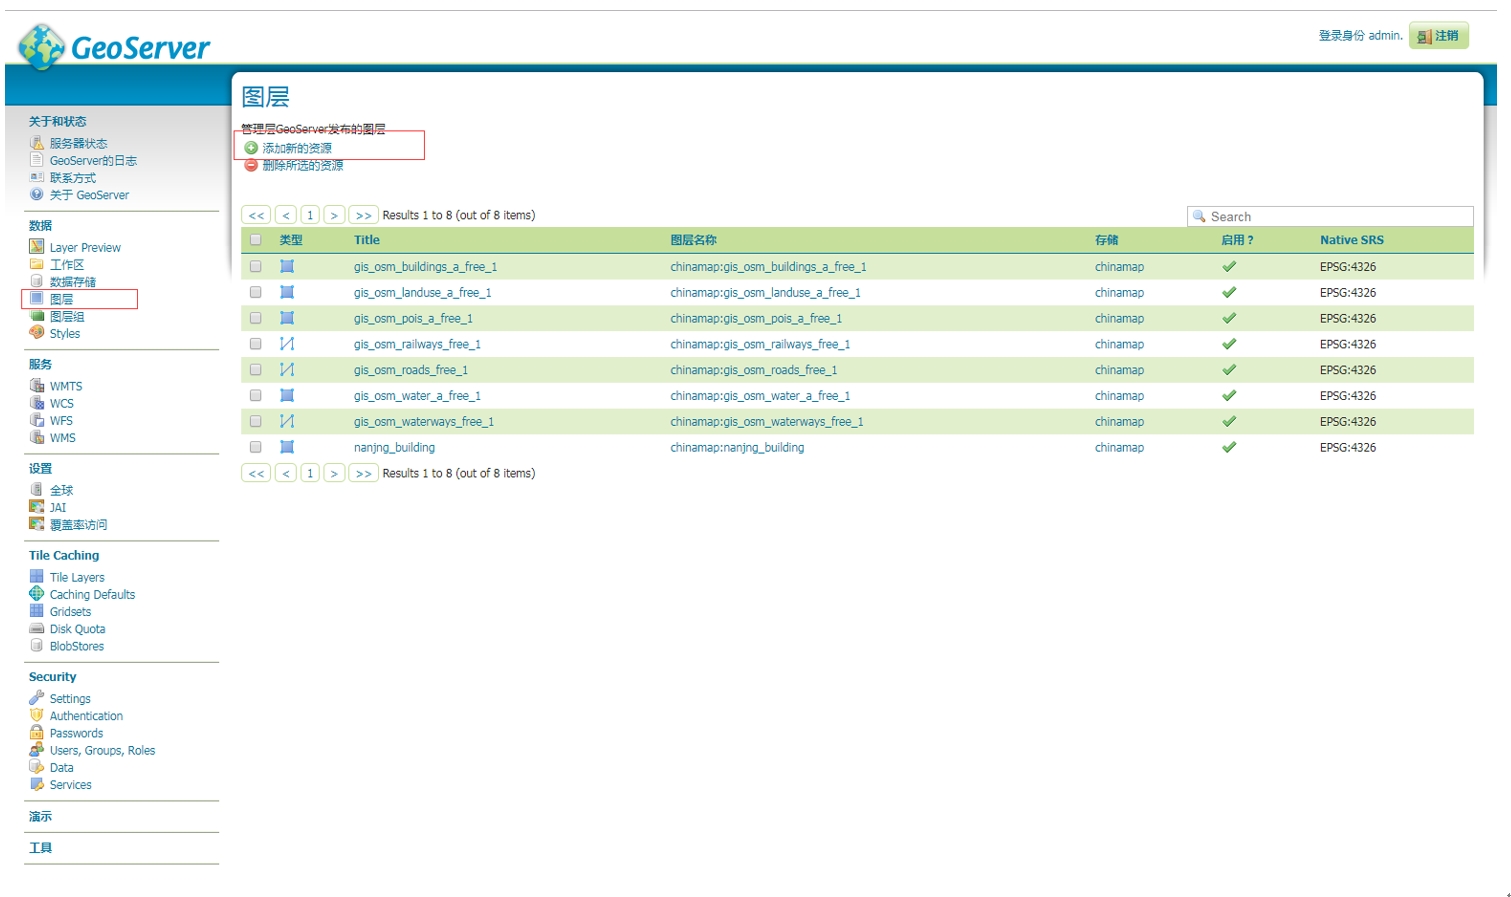 GeoServer
登录身份 admin. 注销
图层
管理层GeoServer发布的图层
添加新的资源
删除所选的资源
关于和状态
服务器状态
GeoServer的日志
联系方式
关于 GeoServer
数据
Layer Preview
工作区
数据存储
图层
图层组
Styles
服务
WMTS
WCS
WFS
WMS
设置
全球
JAI
覆盖率访问
Tile Caching
Tile Layers
Caching Defaults
Gridsets
Disk Quota
BlobStores
Security
Settings
Authentication
Passwords
Users, Groups, Roles
Data
Services
演示
工具
<< < 1 > >> Results 1 to 8 (out of 8 items) Search
类型 Title 图层名称 存储 启用？ Native SRS
gis_osm_buildings_a_free_1 chinamap:gis_osm_buildings_a_free_1 chinamap EPSG:4326
gis_osm_landuse_a_free_1 chinamap:gis_osm_landuse_a_free_1 chinamap EPSG:4326
gis_osm_pois_a_free_1 chinamap:gis_osm_pois_a_free_1 chinamap EPSG:4326
gis_osm_railways_free_1 chinamap:gis_osm_railways_free_1 chinamap EPSG:4326
gis_osm_roads_free_1 chinamap:gis_osm_roads_free_1 chinamap EPSG:4326
gis_osm_water_a_free_1 chinamap:gis_osm_water_a_free_1 chinamap EPSG:4326
gis_osm_waterways_free_1 chinamap:gis_osm_waterways_free_1 chinamap EPSG:4326
nanjng_building chinamap:nanjng_building chinamap EPSG:4326
<< < 1 > >> Results 1 to 8 (out of 8 items)